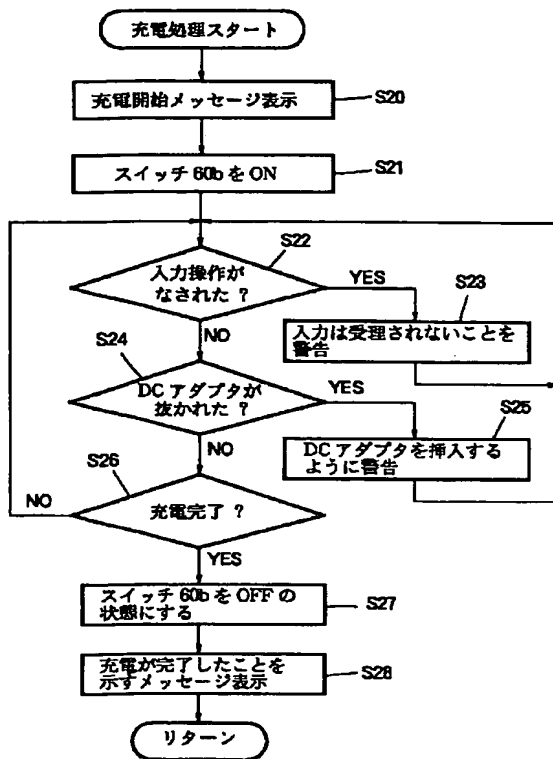 充電処理スタート
充電開始メッセージ表示
S20
スイッチ 60b を ON
S21
S22
入力操作が
なされた ?
YES
S23
NO
入力は受理されないことを
警告
S24
DC アダプタが
抜かれた ?
YES
S25
NO
DC アダプタを挿入する
ように警告
S26
NO
充電完了 ?
YES
スイッチ 60b を OFF の
状態にする
S27
充電が完了したことを
示すメッセージ表示
S28
リターン